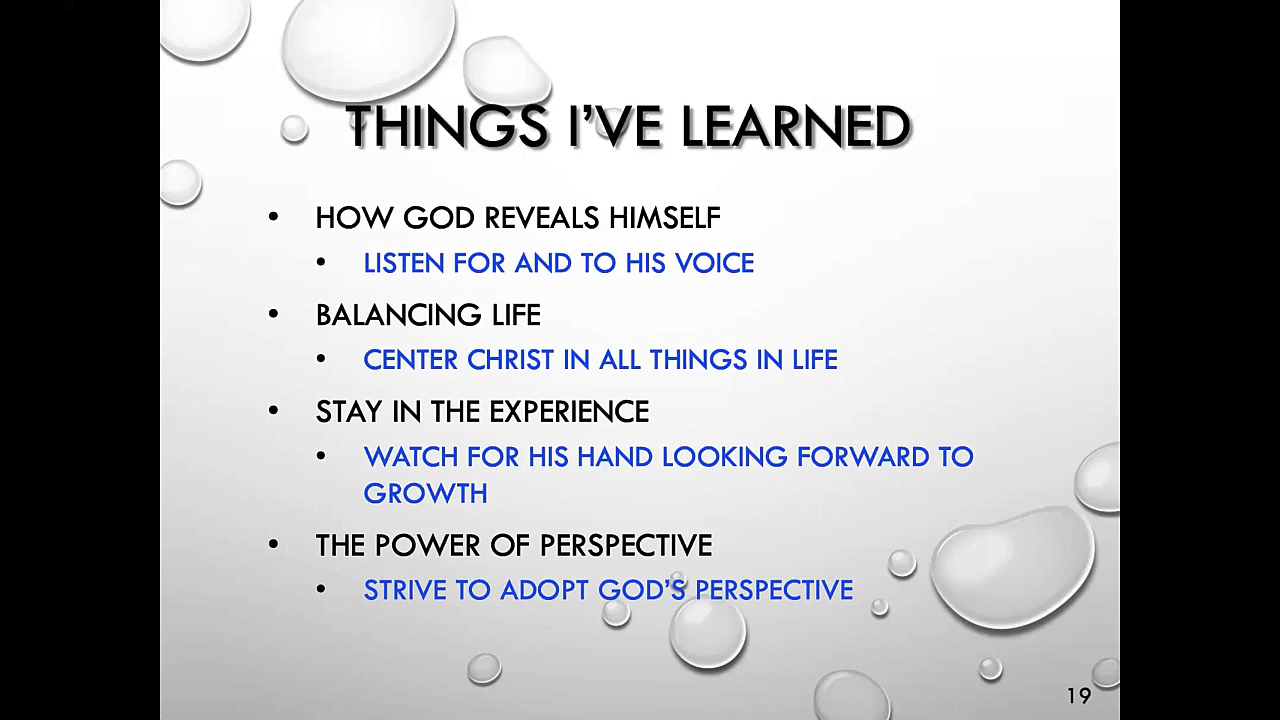 THINGS I'VE LEARNED
• HOW GOD REVEALS HIMSELF
• LISTEN FOR AND TO HIS VOICE
• BALANCING LIFE
• CENTER CHRIST IN ALL THINGS IN LIFE
• STAY IN THE EXPERIENCE
• WATCH FOR HIS HAND LOOKING FORWARD TO
GROWTH
• THE POWER OF PERSPECTIVE
• STRIVE TO ADOPT GOD'S PERSPECTIVE
19